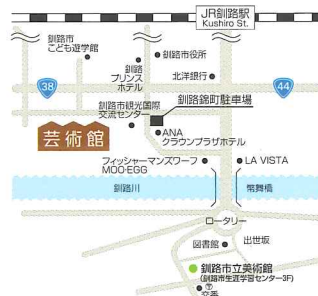 JR釧路駅
Kushiro St.
釧路市
こども遊学館
釧路市役所
釧路
プリンス
ホテル
北洋銀行
38
44
釧路市観光国際
交流センター
釧路錦町駐車場
芸術館
ANA
クラウンプラザホテル
フィッシャーマンズワーフ
MOO・EGG
LA VISTA
釧路川
幣舞橋
ロータリー
図書館
出世坂
釧路市立美術館
(釧路市生涯学習センター3F)
交番